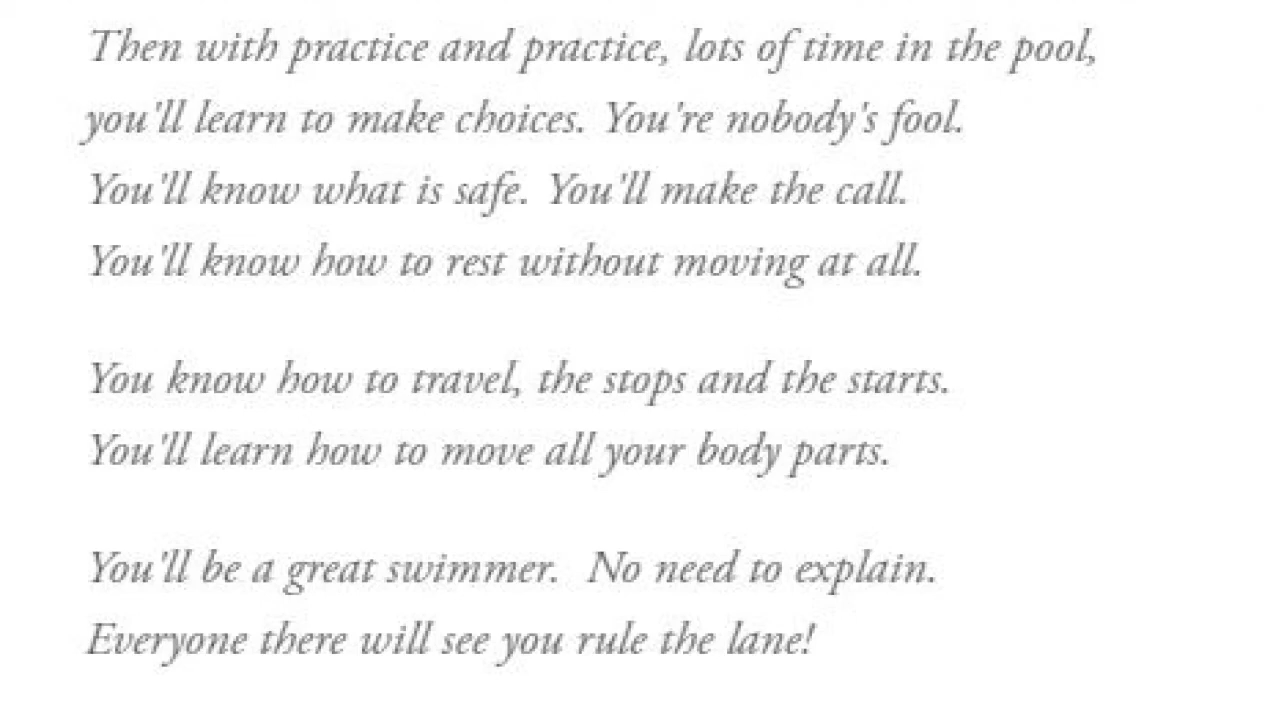 Then with practice and practice, lots of time in the pool,
you'll learn to make choices. You're nobody's fool.
You'll know what is safe. You'll make the call.
You'll know how to rest without moving at all.
You know how to travel, the stops and the starts.
You'll learn how to move all your body parts.
You'll be a great swimmer. No need to explain.
Everyone there will see you rule the lane!